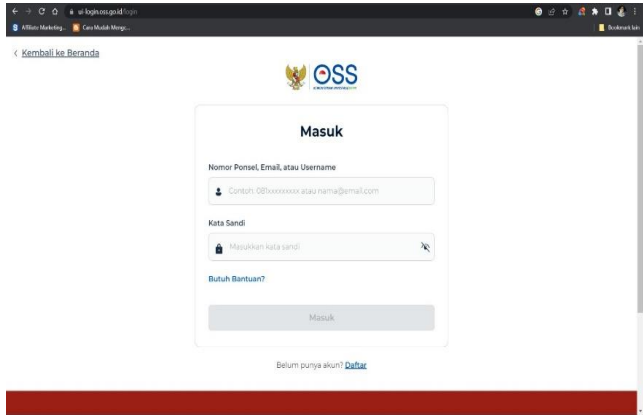 ui-login.oss.go.id/login
Affiliate Marketing...
Cara Mudah Mengc...
Bookmark lain
Kembali ke Beranda
OSS
Masuk
Nomor Ponsel, Email, atau Username
Contoh: 081xxxxxxxxx atau nama@email.com
Kata Sandi
Masukkan kata sandi
Butuh Bantuan?
Masuk
Belum punya akun? Daftar